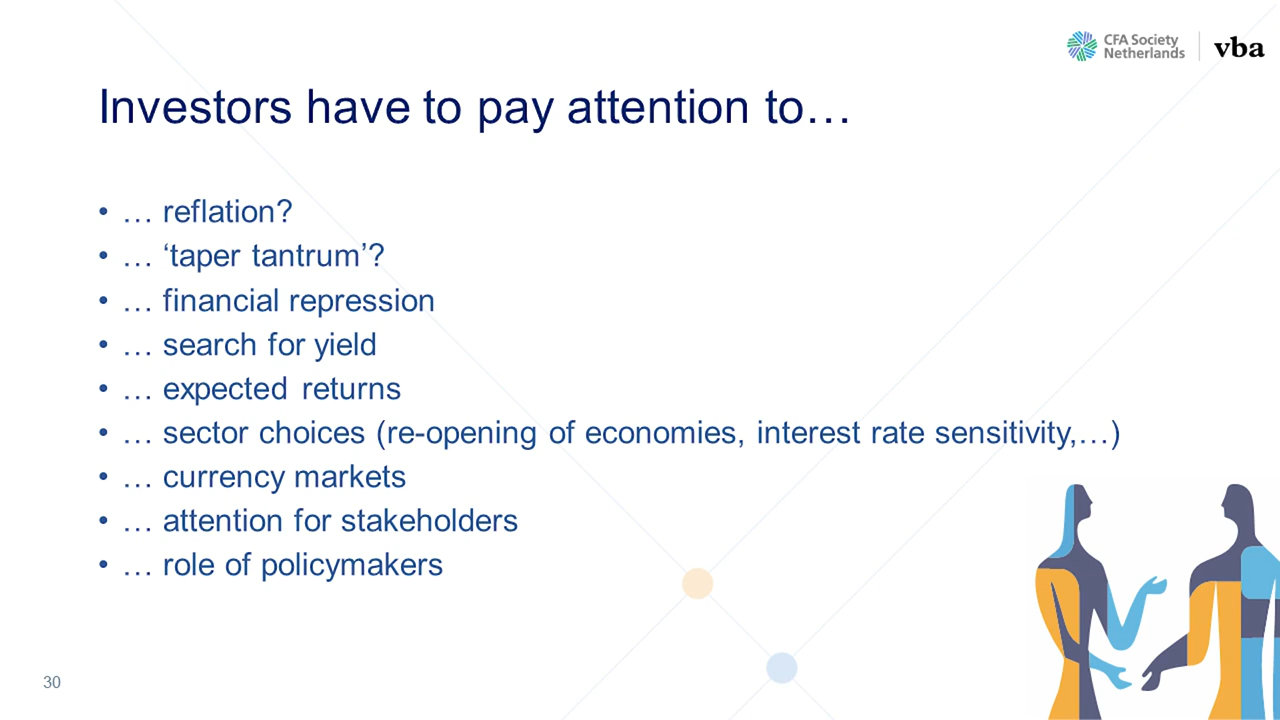 CFA Society
Netherlands
vba
Investors have to pay attention to…
• … reflation?
• … ‘taper tantrum’?
• … financial repression
• … search for yield
• … expected returns
• … sector choices (re-opening of economies, interest rate sensitivity,…)
• … currency markets
• … attention for stakeholders
• … role of policymakers
30